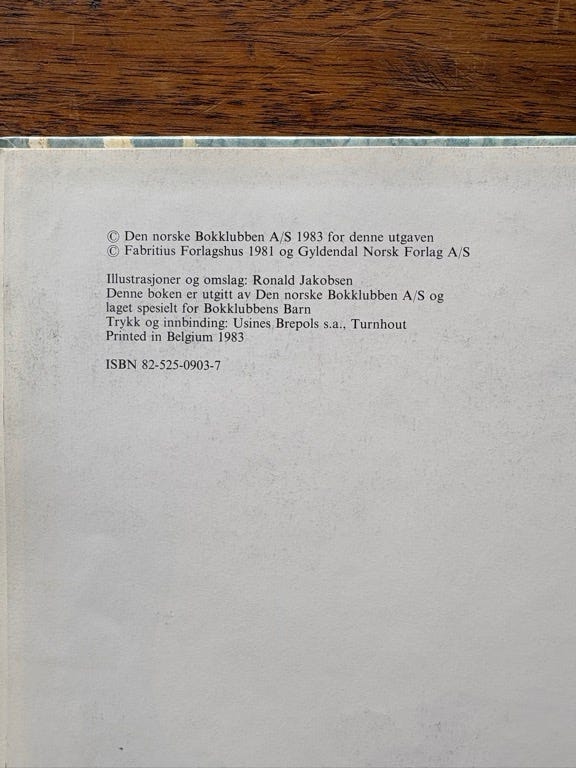 © Den norske Bokklubben A/S 1983 for denne utgaven
© Fabritius Forlagshus 1981 og Gyldendal Norsk Forlag A/S
Illustrasjoner og omslag: Ronald Jakobsen
Denne boken er utgitt av Den norske Bokklubben A/S og
laget spesielt for Bokklubbens Barn
Trykk og innbinding: Usines Brepols s.a., Turnhout
Printed in Belgium 1983
ISBN 82-525-0903-7